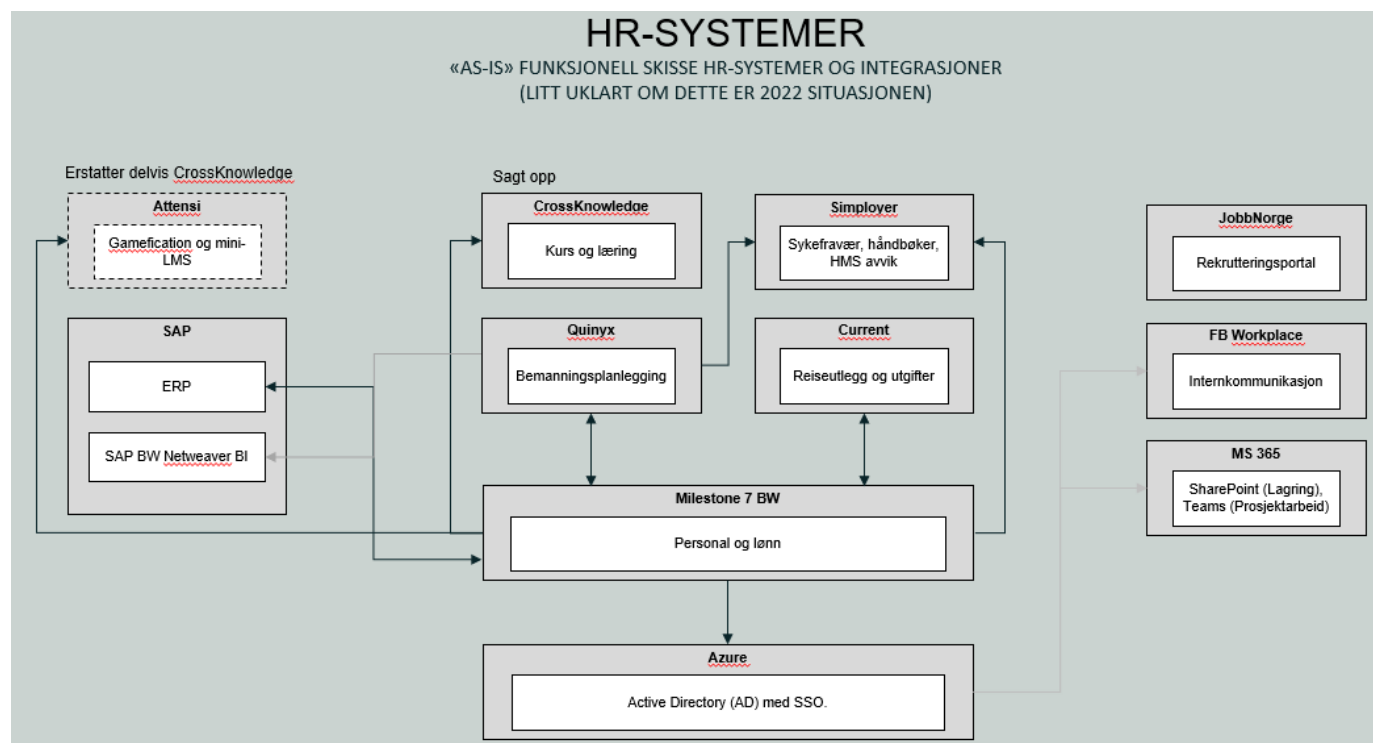 HR-SYSTEMER
«AS-IS» FUNKSJONELL SKISSE HR-SYSTEMER OG INTEGRASJONER
(LITT UKLART OM DETTE ER 2022 SITUASJONEN)
Erstatter delvis CrossKnowledge
Attensi
Gamefication og mini-
LMS
SAP
ERP
SAP BW Netweaver BI
Sagt opp
CrossKnowledge
Kurs og læring
Simployer
Sykefravær, håndbøker,
HMS avvik
Quinyx
Bemanningsplanlegging
Current
Reiseutlegg og utgifter
Milestone 7 BW
Personal og lønn
Azure
Active Directory (AD) med SSO.
JobbNorge
Rekrutteringsportal
FB Workplace
Internkommunikasjon
MS 365
SharePoint (Lagring),
Teams (Prosjektarbeid)